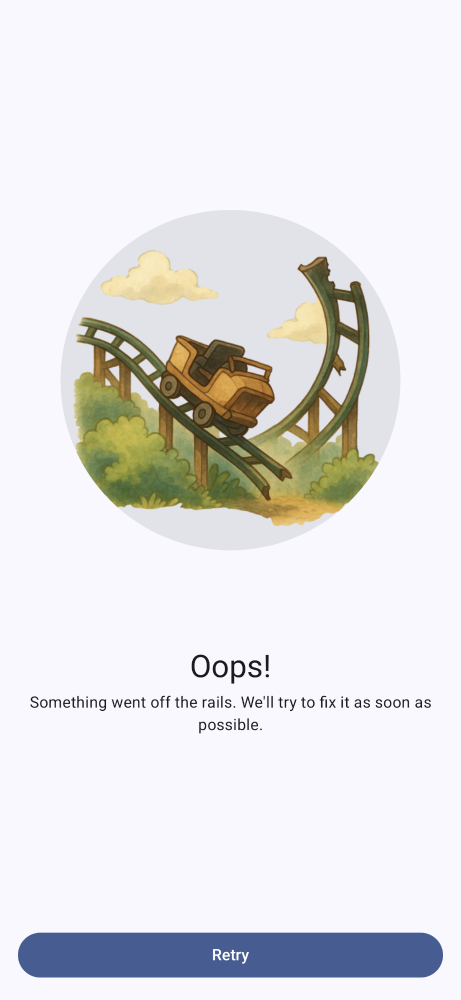 Oops!
Something went off the rails. We'll try to fix it as soon as
possible.
Retry